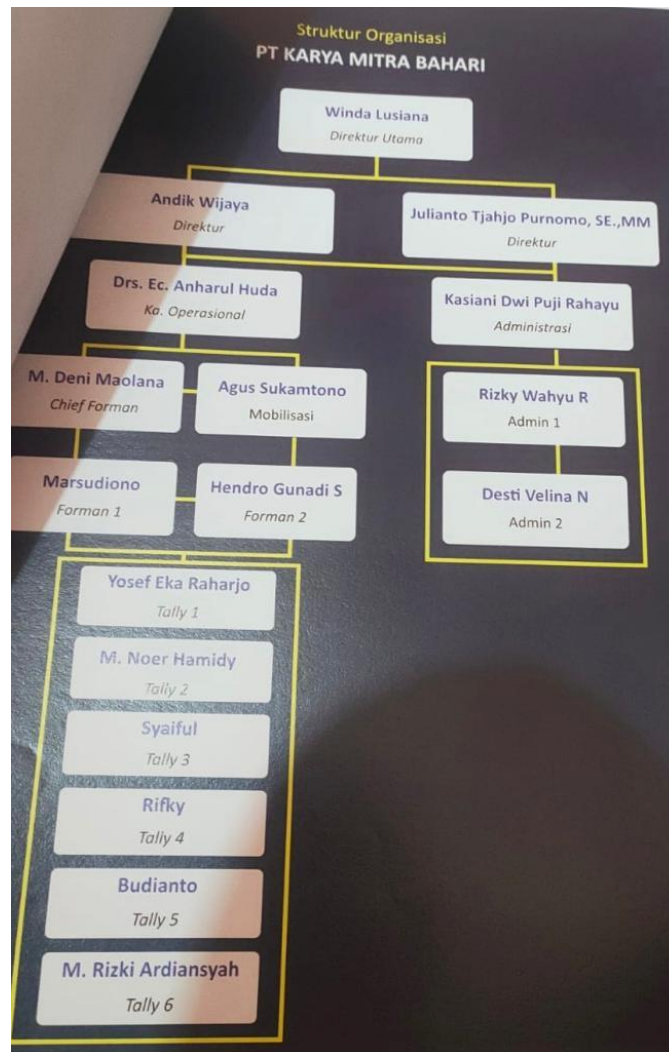 Struktur Organisasi
PT KARYA MITRA BAHARI
Winda Lusiana
Direktur Utama
Andik Wijaya
Direktur
Julianto Tjahjo Purnomo, SE.,MM
Direktur
Drs. Ec. Anharul Huda
Ka. Operasional
Kasiani Dwi Puji Rahayu
Administrasi
M. Deni Maolana
Chief Forman
Agus Sukamtono
Mobilisasi
Rizky Wahyu R
Admin 1
Marsudiono
Forman 1
Hendro Gunadi S
Forman 2
Desti Velina N
Admin 2
Yosef Eka Raharjo
Tally 1
M. Noer Hamidy
Tally 2
Syaiful
Tally 3
Rifky
Tally 4
Budianto
Tally 5
M. Rizki Ardiansyah
Tally 6